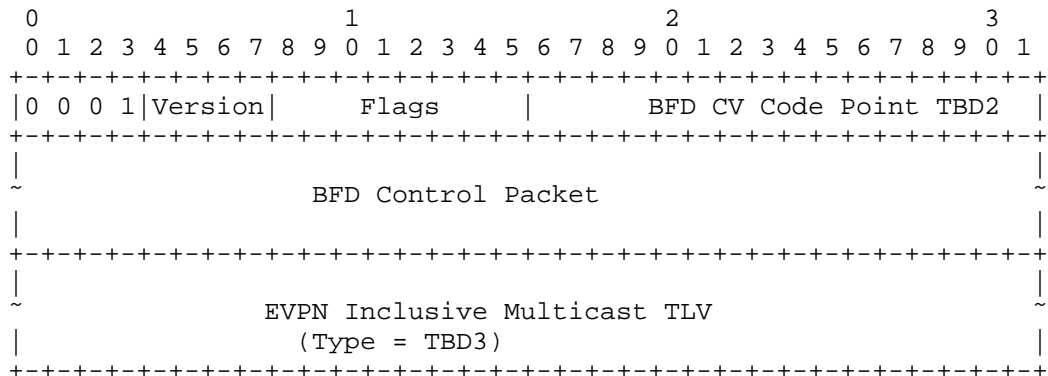 0                   1                   2                   3
 0 1 2 3 4 5 6 7 8 9 0 1 2 3 4 5 6 7 8 9 0 1 2 3 4 5 6 7 8 9 0 1
+-+-+-+-+-+-+-+-+-+-+-+-+-+-+-+-+-+-+-+-+-+-+-+-+-+-+-+-+-+-+-+-+
|0 0 0 1|Version|     Flags     |       BFD CV Code Point TBD2  |
+-+-+-+-+-+-+-+-+-+-+-+-+-+-+-+-+-+-+-+-+-+-+-+-+-+-+-+-+-+-+-+-+
|                                                               |
~                  BFD Control Packet                           ~
|                                                               |
+-+-+-+-+-+-+-+-+-+-+-+-+-+-+-+-+-+-+-+-+-+-+-+-+-+-+-+-+-+-+-+-+
|                                                               |
~               EVPN Inclusive Multicast TLV                    ~
|                 (Type = TBD3)                                 |
+-+-+-+-+-+-+-+-+-+-+-+-+-+-+-+-+-+-+-+-+-+-+-+-+-+-+-+-+-+-+-+-+